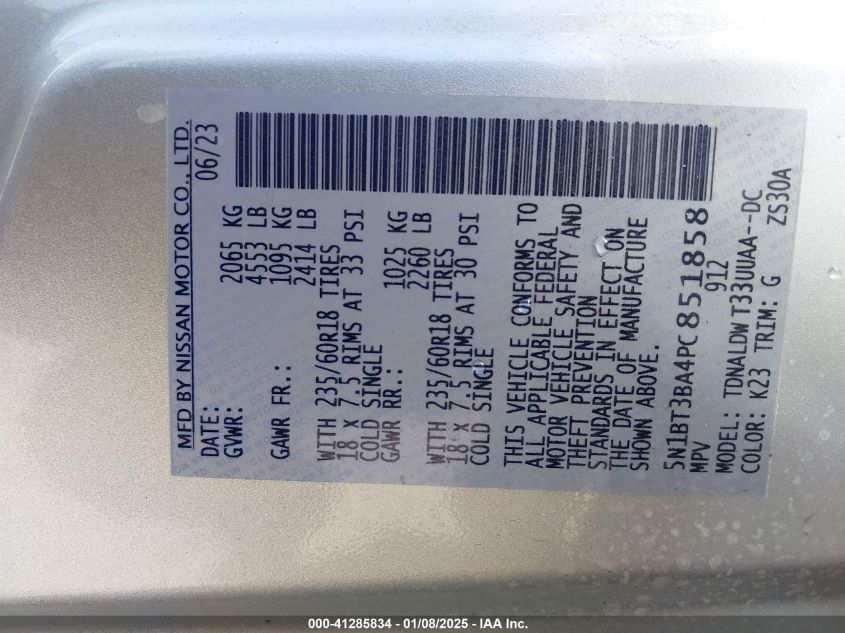 MFD BY NISSAN MOTOR CO., LTD.
DATE: 06/23
GVWR: 2065 KG
4553 LB
GAWR FR.: 1095 KG
2414 LB
WITH 235/60R18 TIRES
18 X 7.5 RIMS AT 33 PSI
COLD SINGLE
GAWR RR.: 1025 KG
2260 LB
WITH 235/60R18 TIRES
18 X 7.5 RIMS AT 30 PSI
COLD SINGLE
THIS VEHICLE CONFORMS TO
ALL APPLICABLE FEDERAL
MOTOR VEHICLE SAFETY AND
THEFT PREVENTION
STANDARDS IN EFFECT ON
THE DATE OF MANUFACTURE
SHOWN ABOVE.
5N1BT3BA4PC851858
MPV 912
MODEL: TDNALDW T33UUAA--DC
COLOR: K23 TRIM: G ZS30A
000-41285834 - 01/08/2025 - IAA Inc.